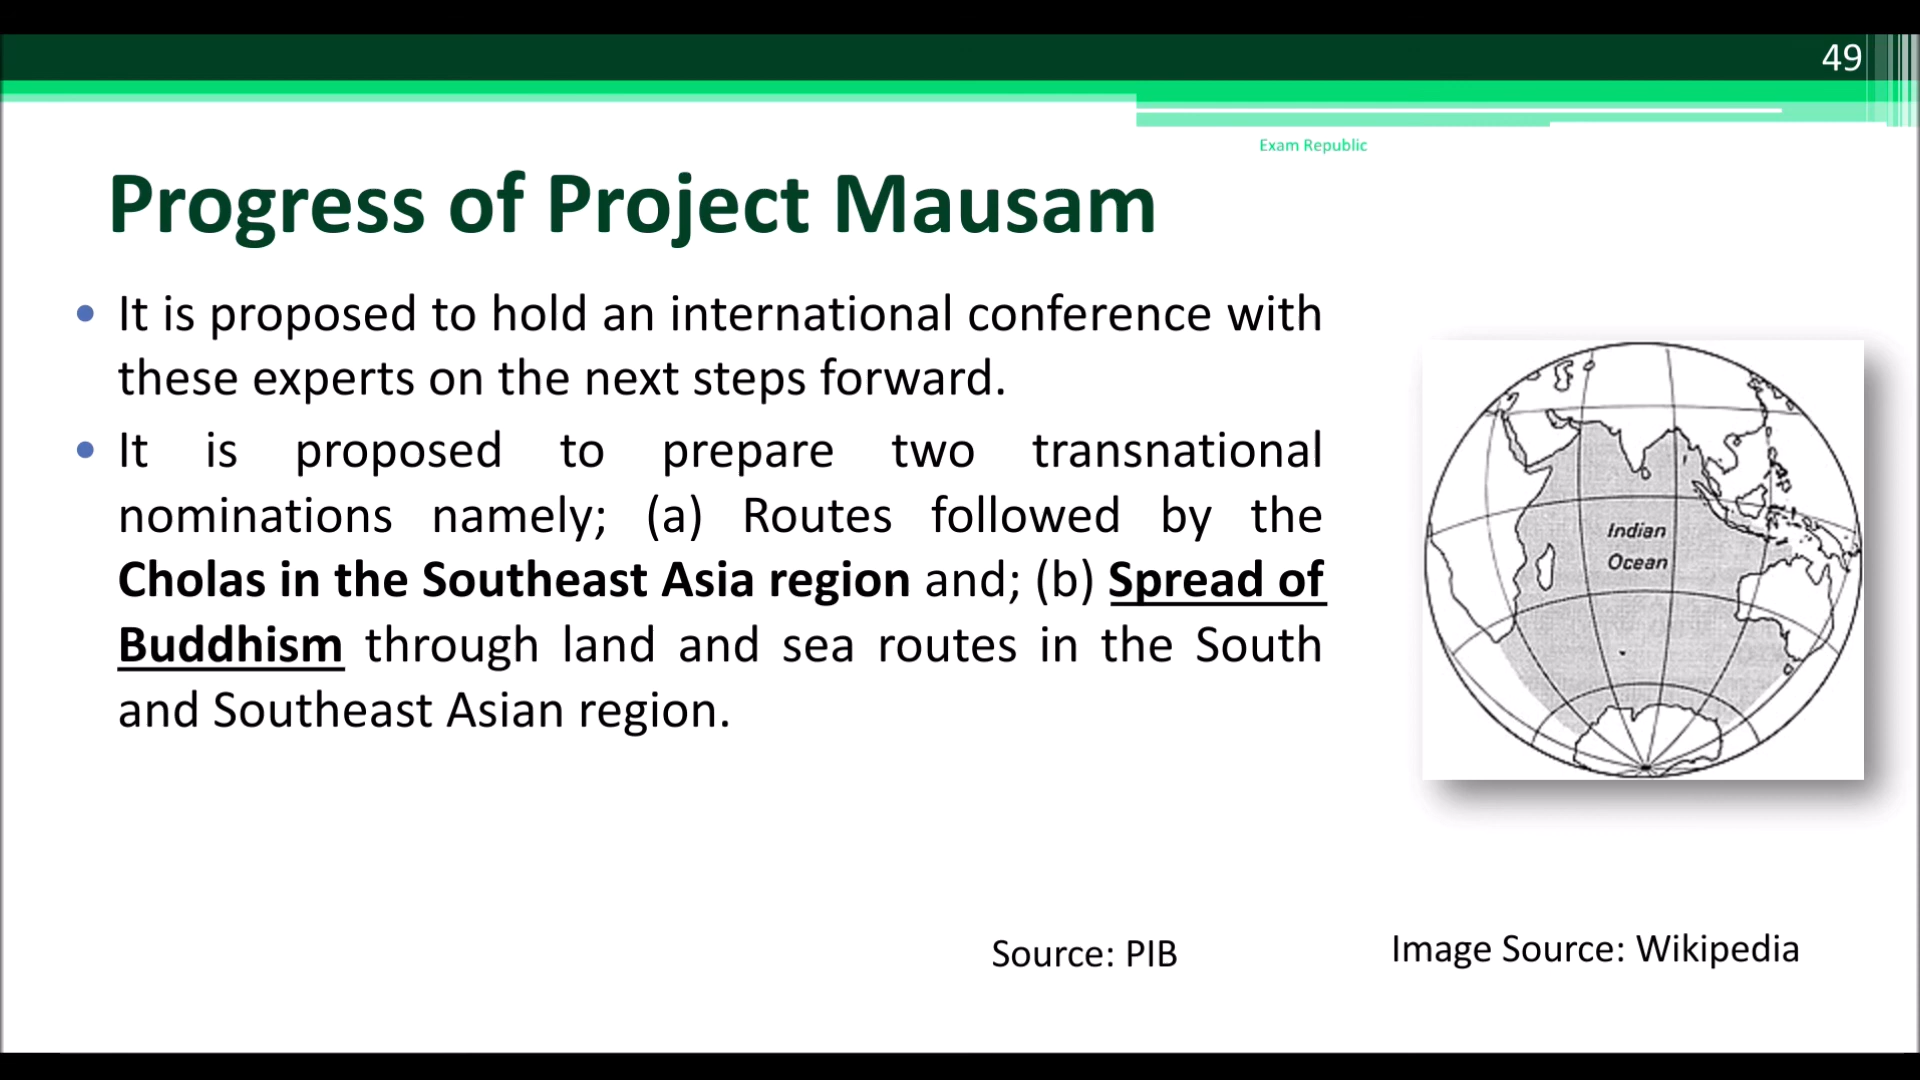 49
Exam Republic
Progress of Project Mausam
• It is proposed to hold an international conference with
these experts on the next steps forward.
• It is proposed to prepare two transnational
nominations namely; (a) Routes followed by the
Cholas in the Southeast Asia region and; (b) Spread of
Buddhism through land and sea routes in the South
and Southeast Asian region.
Indian
Ocean
Source: PIB
Image Source: Wikipedia